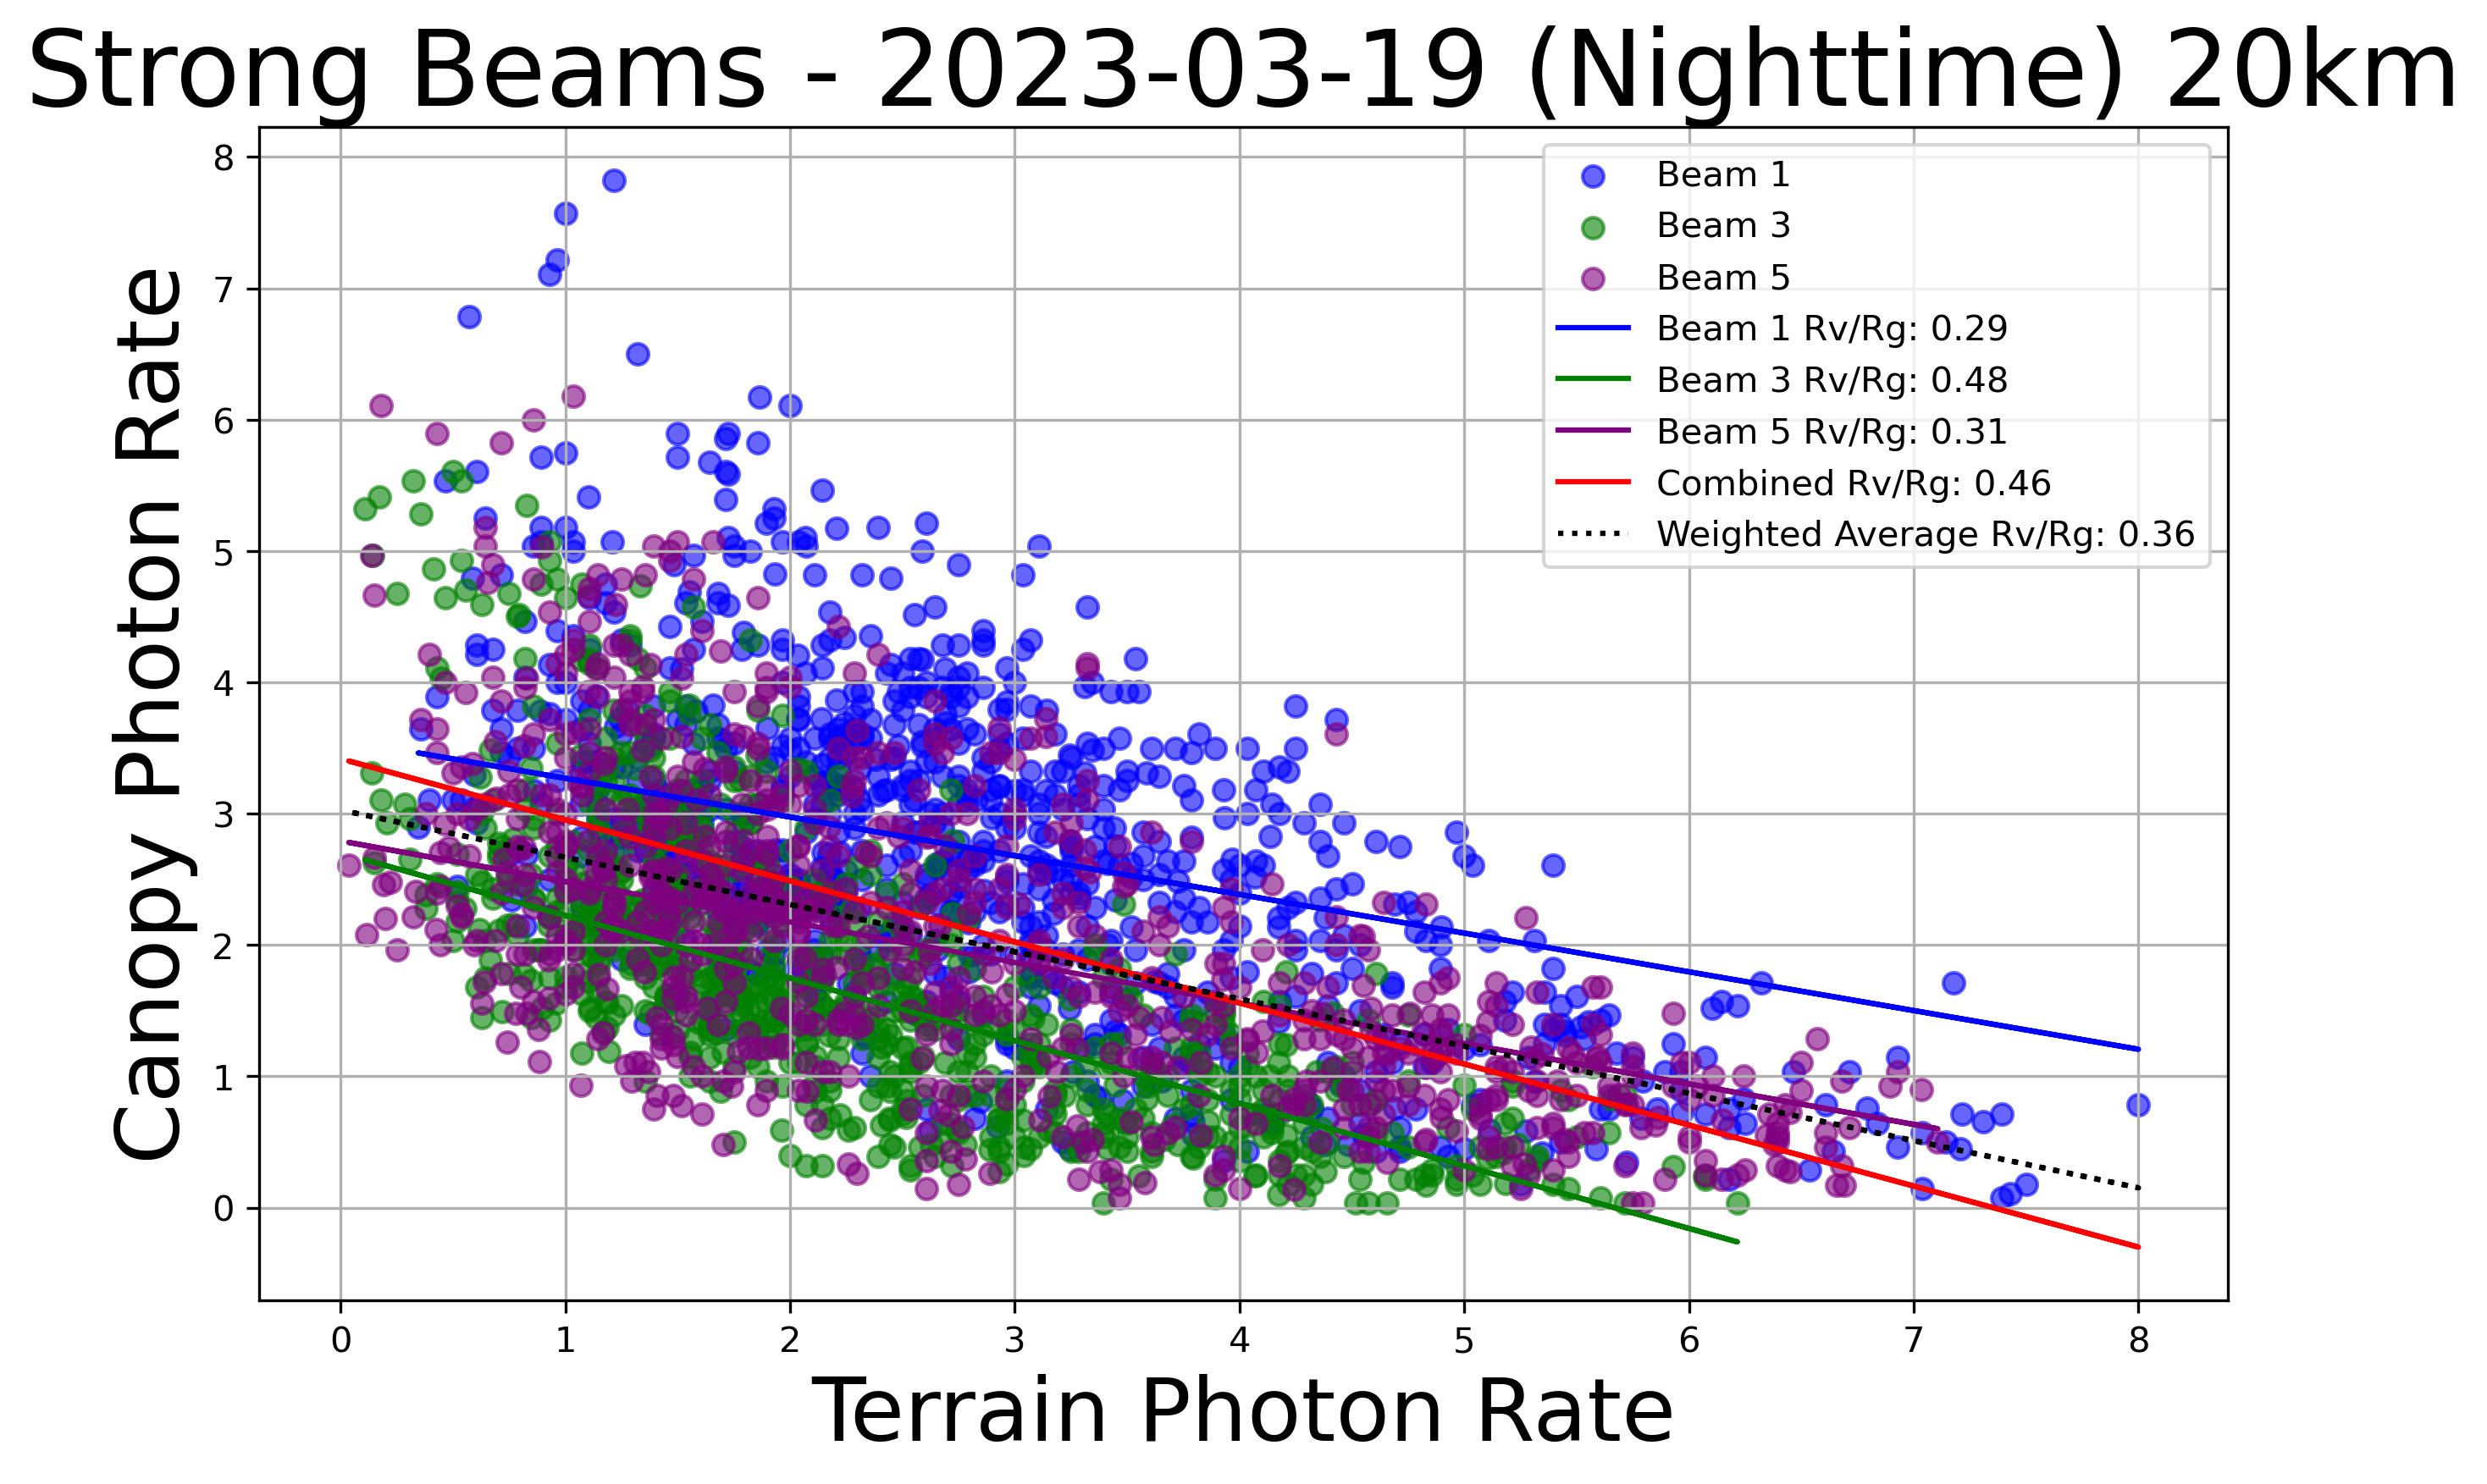 Strong Beams - 2023-03-19 (Nighttime) 20km
Canopy Photon Rate
8
7
6
5
4
3
2
1
0
Beam 1
Beam 3
Beam 5
Beam 1 Rv/Rg: 0.29
Beam 3 Rv/Rg: 0.48
Beam 5 Rv/Rg: 0.31
Combined Rv/Rg: 0.46
Weighted Average Rv/Rg: 0.36
0 1 2 3 4 5 6 7 8
Terrain Photon Rate